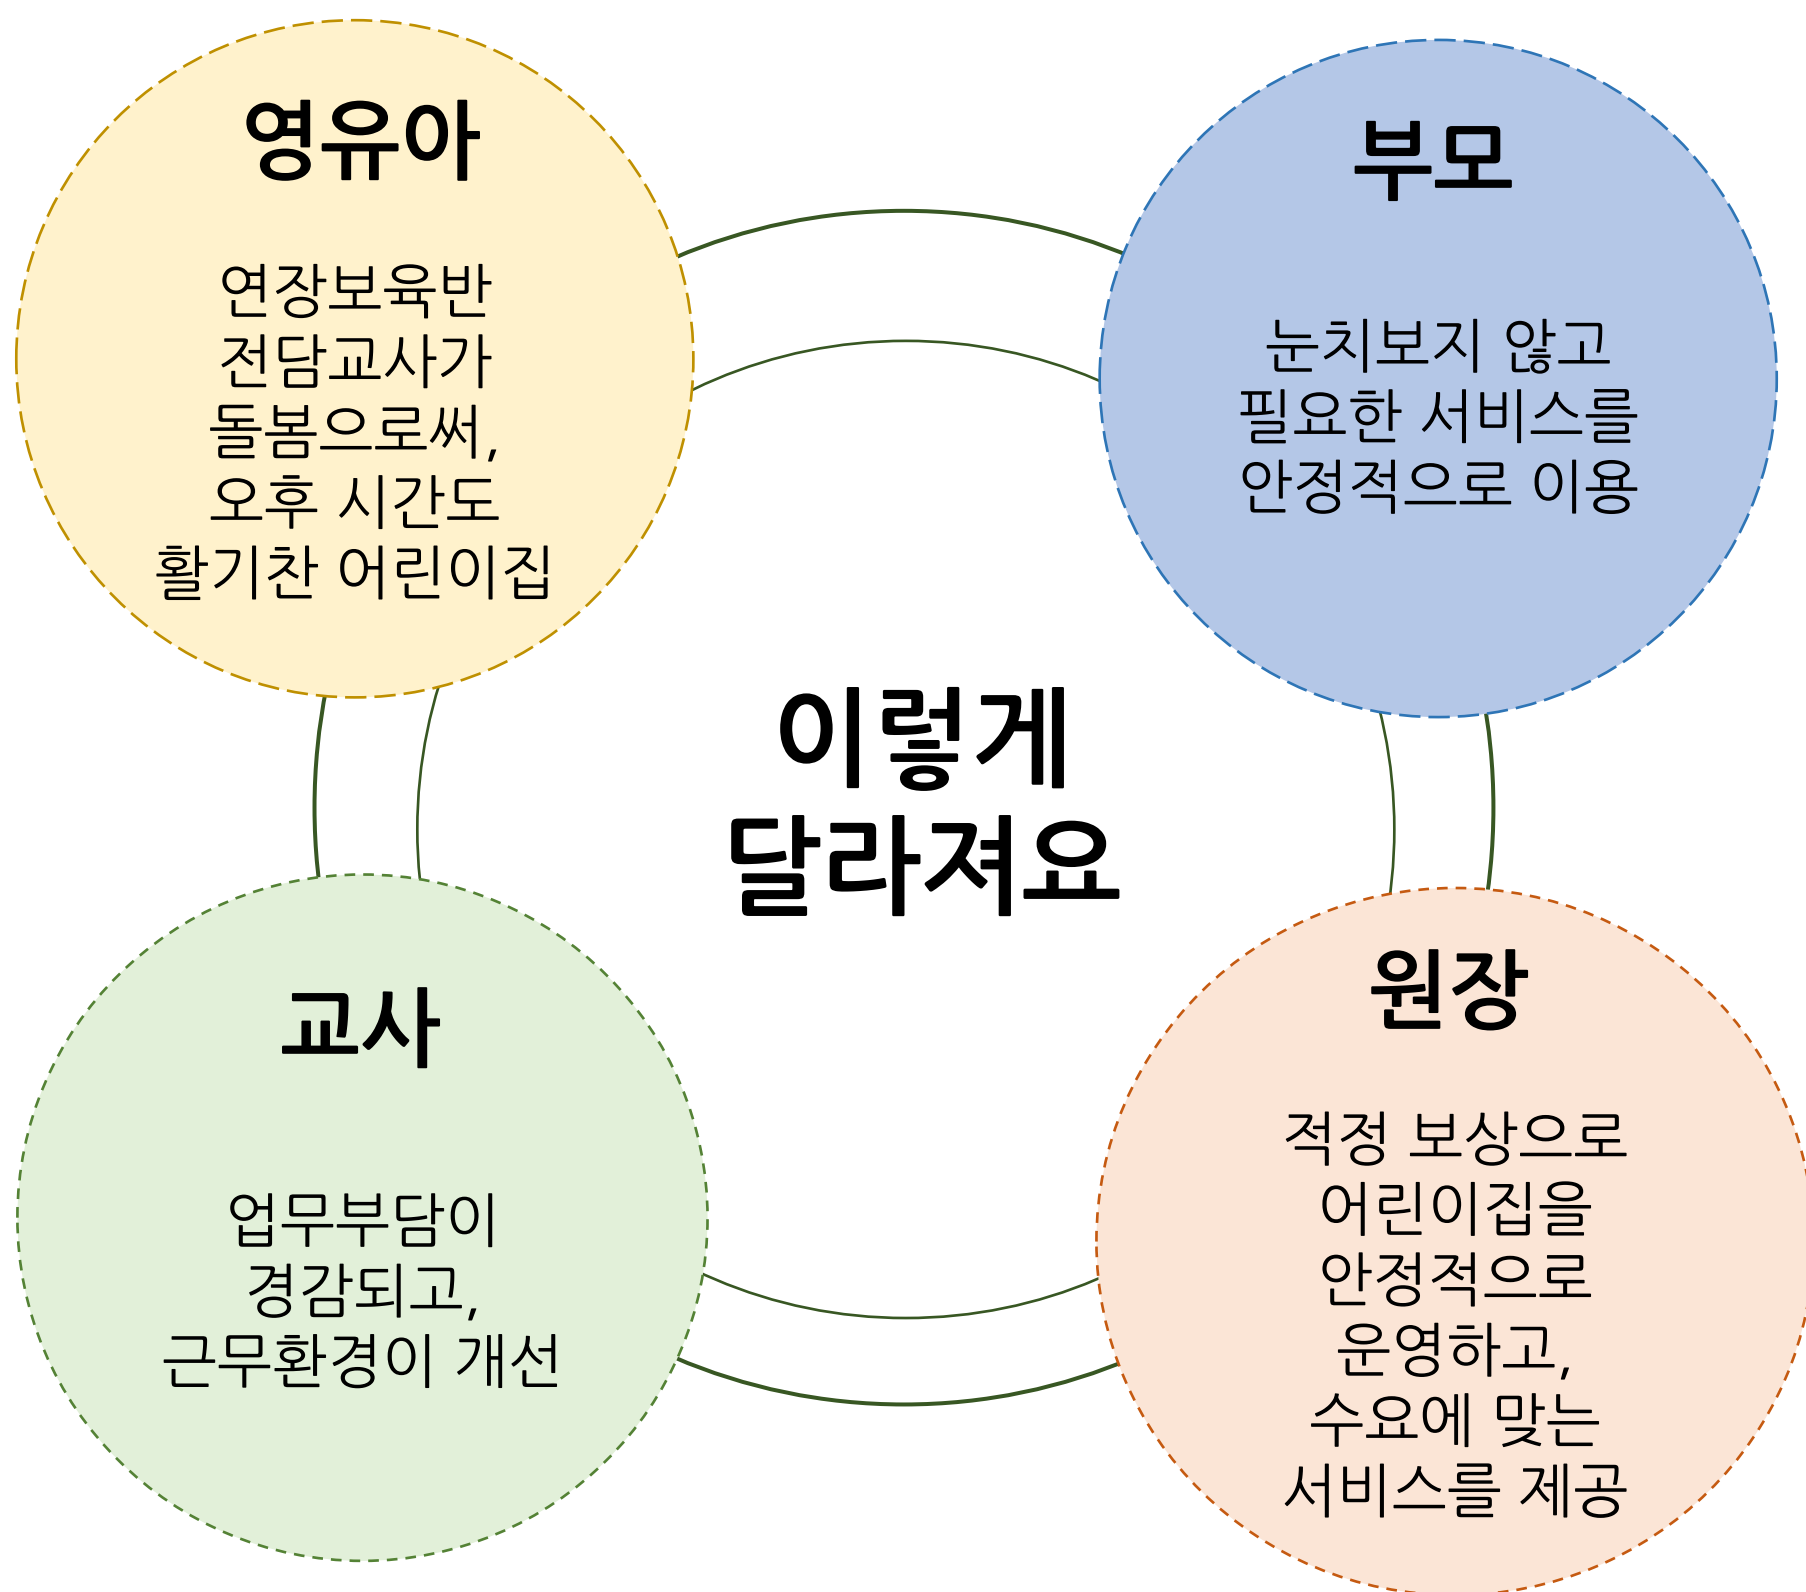 영유아
연장보육반
전담교사가
돌봄으로써,
오후 시간도
활기찬 어린이집
부모
눈치보지 않고
필요한 서비스를
안정적으로 이용
이렇게
달라져요
교사
업무부담이
경감되고,
근무환경이 개선
원장
적정 보상으로
어린이집을
안정적으로
운영하고,
수요에 맞는
서비스를 제공